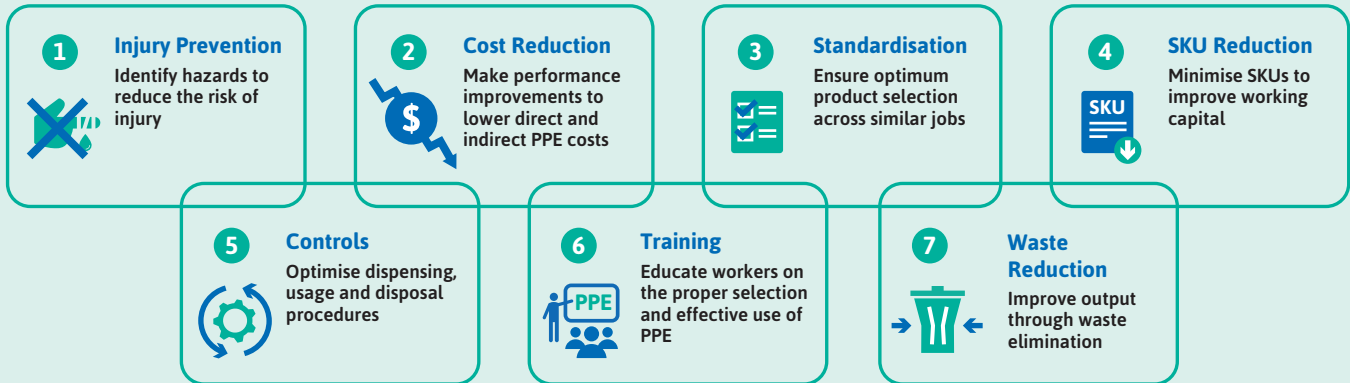 1
Injury Prevention
Identify hazards to
reduce the risk of
injury
2
Cost Reduction
Make performance
improvements to
lower direct and
indirect PPE costs
$
3
Standardisation
Ensure optimum
product selection
across similar jobs
4
SKU Reduction
Minimise SKUs to
improve working
capital
SKU
5
Controls
Optimise dispensing,
usage and disposal
procedures
6
Training
Educate workers on
the proper selection
and effective use of
PPE
PPE
7
Waste
Reduction
Improve output
through waste
elimination